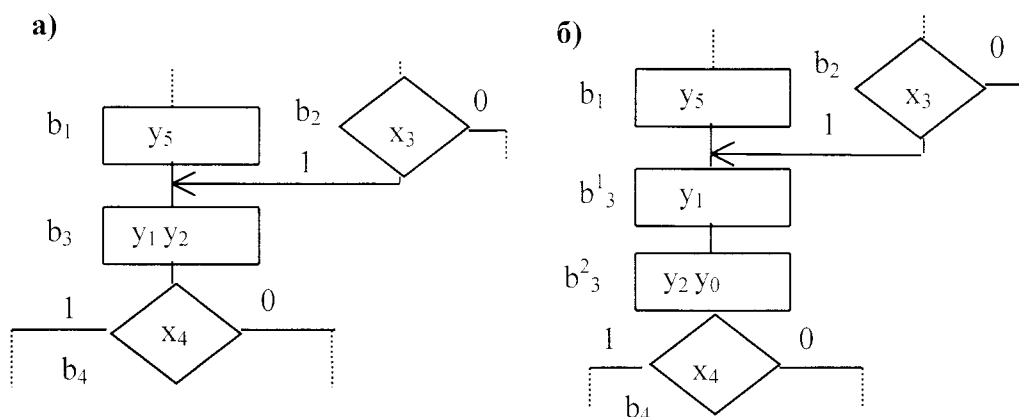 а)
b₂ 0
b₁ y₅ x₃
1
b₃ y₁ y₂
1 0
x₄
b₄
б)
0
b₂
b₁ y₅ x₃
1
b¹₃ y₁
b²₃ y₂ y₀
1 0
x₄
b₄